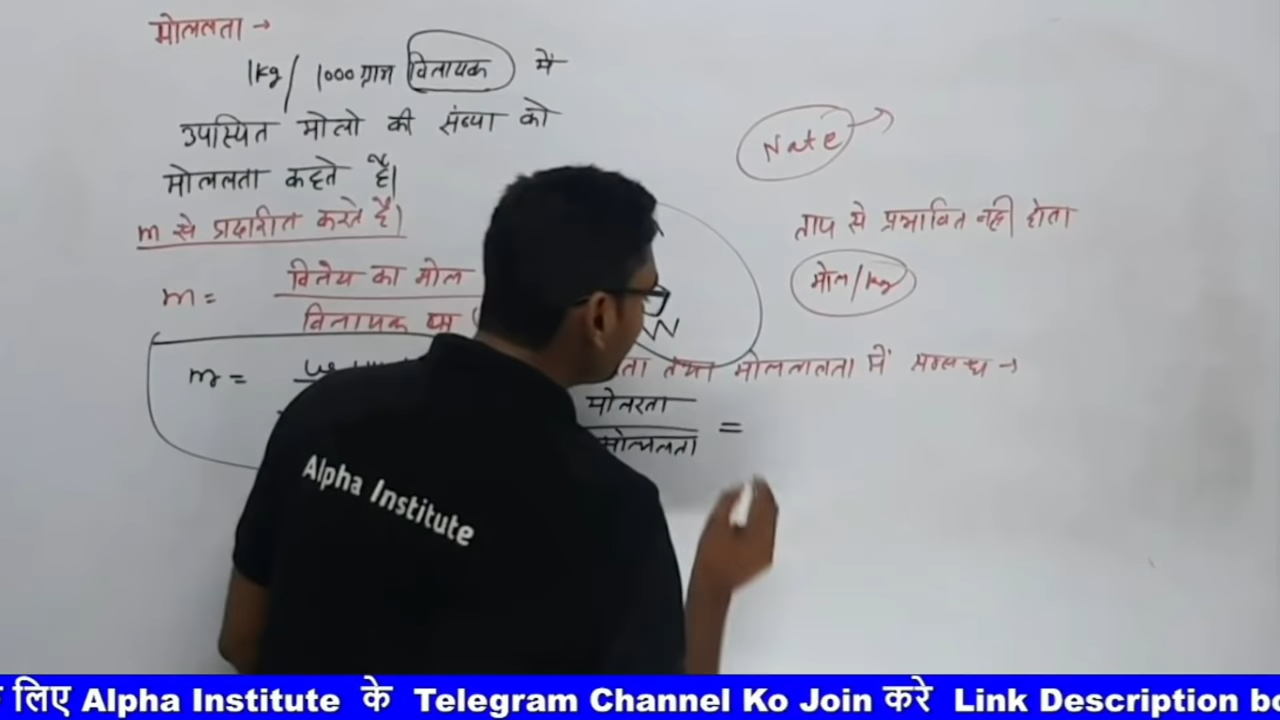 मोललता →
1kg/ 1000 ग्राम विलायक में
उपस्थित मोलो की संख्या को
मोललता कहते है।
m से प्रदर्शित करते है।
m = विलेय का मोल
विलायक
m =
Note →
ताप से प्रभावित नही होता
मोल/kg
W
तथा मोललता में सम्बन्ध →
मोलरता
मोललता =
Alpha Institute
लिए Alpha Institute के Telegram Channel Ko Join करे Link Description